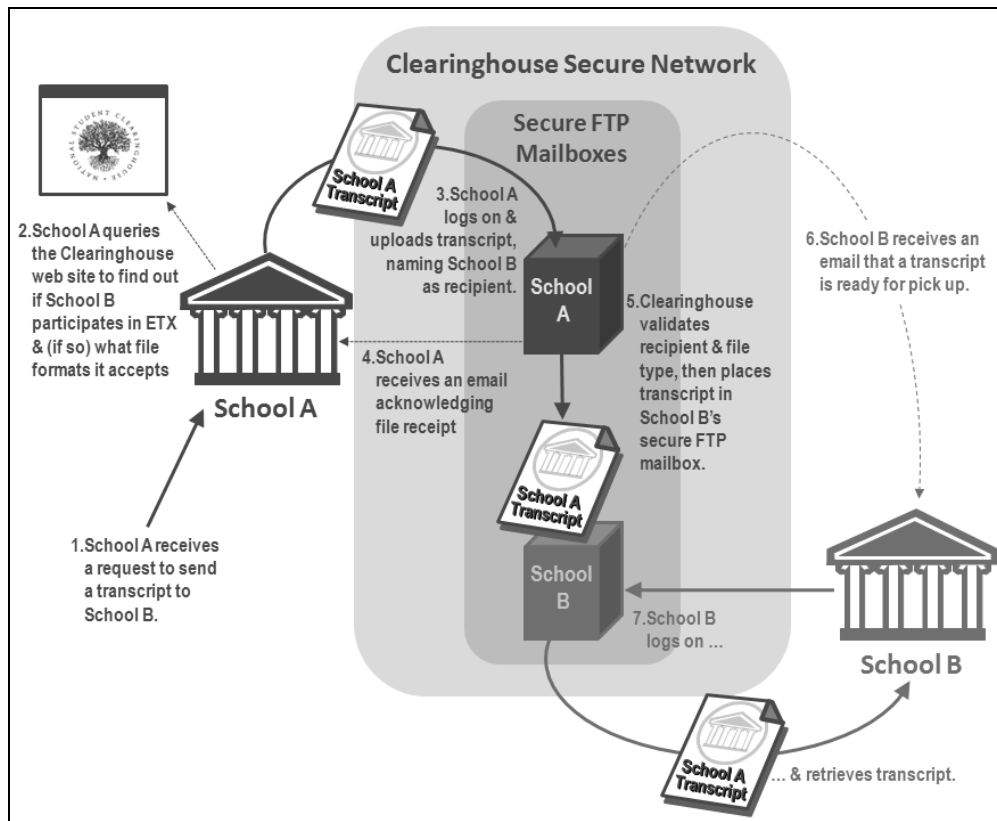 Clearinghouse Secure Network
Secure FTP
Mailboxes
NATIONAL STUDENT CLEARINGHOUSE
School A
Transcript
3.School A
logs on &
uploads transcript,
naming School B
as recipient.
2.School A queries
the Clearinghouse
web site to find out
if School B
participates in ETX
& (if so) what file
formats it accepts
School
A
6.School B receives an
email that a transcript
is ready for pick up.
5.Clearinghouse
validates
recipient & file
type, then places
transcript in
School B's
secure FTP
mailbox.
4.School A
receives an email
acknowledging
file receipt
School A
School A
Transcript
1.School A receives
a request to send
a transcript to
School B.
School
B
7.School B
logs on …
School B
School A
Transcript
… & retrieves transcript.